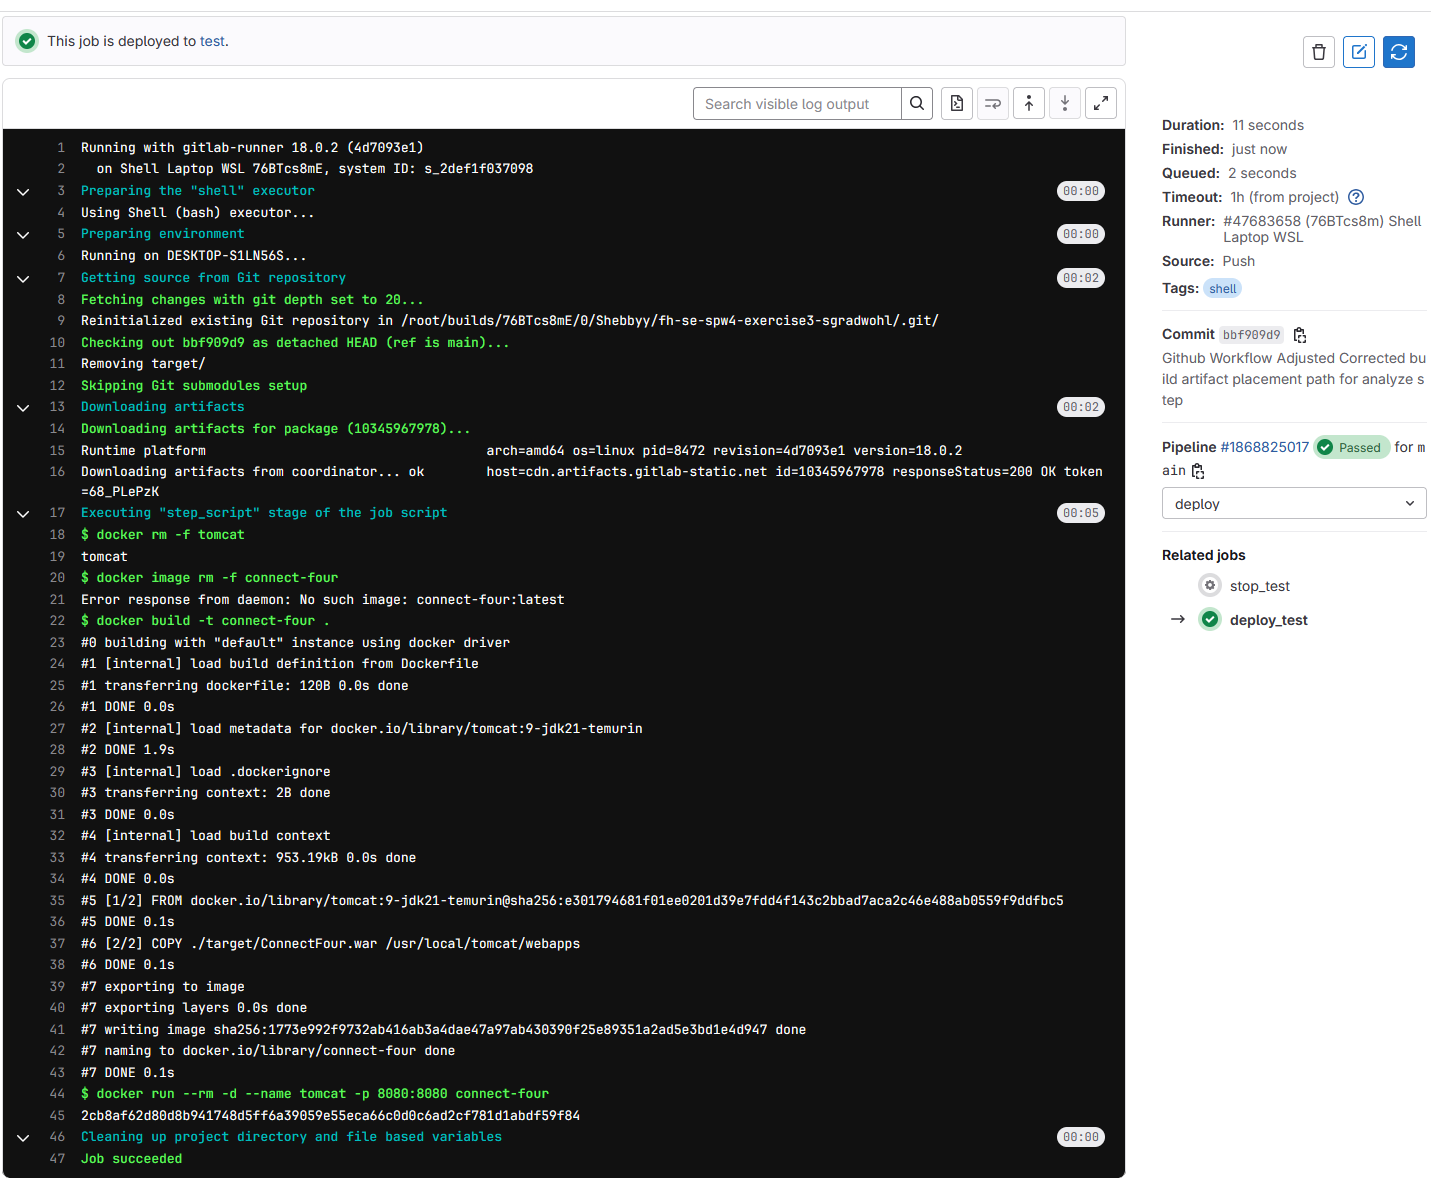 This job is deployed to test.
Search visible log output
1 Running with gitlab-runner 18.0.2 (4d7093e1)
2 on Shell Laptop WSL 76BTcs8mE, system ID: s_2def1f037098
3 Preparing the "shell" executor 00:00
4 Using Shell (bash) executor...
5 Preparing environment 00:00
6 Running on DESKTOP-S1LN56S...
7 Getting source from Git repository 00:02
8 Fetching changes with git depth set to 20...
9 Reinitialized existing Git repository in /root/builds/76BTcs8mE/0/Shebbyy/fh-se-spw4-exercise3-sgradwohl/.git/
10 Checking out bbf909d9 as detached HEAD (ref is main)...
11 Removing target/
12 Skipping Git submodules setup
13 Downloading artifacts 00:02
14 Downloading artifacts for package (10345967978)...
15 Runtime platform arch=amd64 os=linux pid=8472 revision=4d7093e1 version=18.0.2
16 Downloading artifacts from coordinator... ok host=cdn.artifacts.gitlab-static.net id=10345967978 responseStatus=200 OK token
=68_PLePzK
17 Executing "step_script" stage of the job script 00:05
18 $ docker rm -f tomcat
19 tomcat
20 $ docker image rm -f connect-four
21 Error response from daemon: No such image: connect-four:latest
22 $ docker build -t connect-four .
23 #0 building with "default" instance using docker driver
24 #1 [internal] load build definition from Dockerfile
25 #1 transferring dockerfile: 120B 0.0s done
26 #1 DONE 0.0s
27 #2 [internal] load metadata for docker.io/library/tomcat:9-jdk21-temurin
28 #2 DONE 1.9s
29 #3 [internal] load .dockerignore
30 #3 transferring context: 2B done
31 #3 DONE 0.0s
32 #4 [internal] load build context
33 #4 transferring context: 953.19kB 0.0s done
34 #4 DONE 0.0s
35 #5 [1/2] FROM docker.io/library/tomcat:9-jdk21-temurin@sha256:e301794681f01ee0201d39e7fdd4f143c2bbad7aca2c46e488ab0559f9ddfbc5
36 #5 DONE 0.1s
37 #6 [2/2] COPY ./target/ConnectFour.war /usr/local/tomcat/webapps
38 #6 DONE 0.1s
39 #7 exporting to image
40 #7 exporting layers 0.0s done
41 #7 writing image sha256:1773e992f9732ab416ab3a4dae47a97ab430390f25e89351a2ad5e3bd1e4d947 done
42 #7 naming to docker.io/library/connect-four done
43 #7 DONE 0.1s
44 $ docker run --rm -d --name tomcat -p 8080:8080 connect-four
45 2cb8af62d80d8b941748d5ff6a39059e55eca66c0d0c6ad2cf781d1abdf59f84
46 Cleaning up project directory and file based variables 00:00
47 Job succeeded
Duration: 11 seconds
Finished: just now
Queued: 2 seconds
Timeout: 1h (from project)
Runner: #47683658 (76BTcs8m) Shell
Laptop WSL
Source: Push
Tags: shell
Commit bbf909d9
Github Workflow Adjusted Corrected bu
ild artifact placement path for analyze s
tep
Pipeline #1868825017 Passed for m
ain
deploy
Related jobs
stop_test
deploy_test